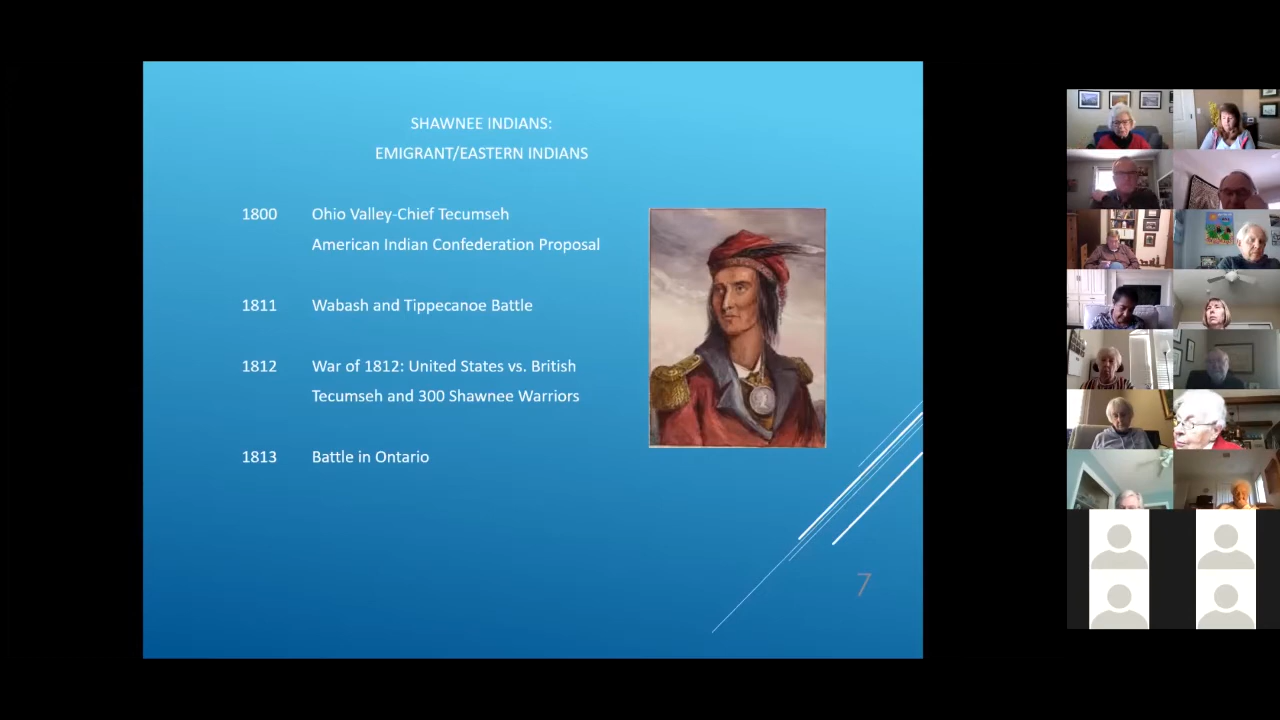 SHAWNEE INDIANS:
EMIGRANT/EASTERN INDIANS
1800 Ohio Valley-Chief Tecumseh
American Indian Confederation Proposal
1811 Wabash and Tippecanoe Battle
1812 War of 1812: United States vs. British
Tecumseh and 300 Shawnee Warriors
1813 Battle in Ontario
7